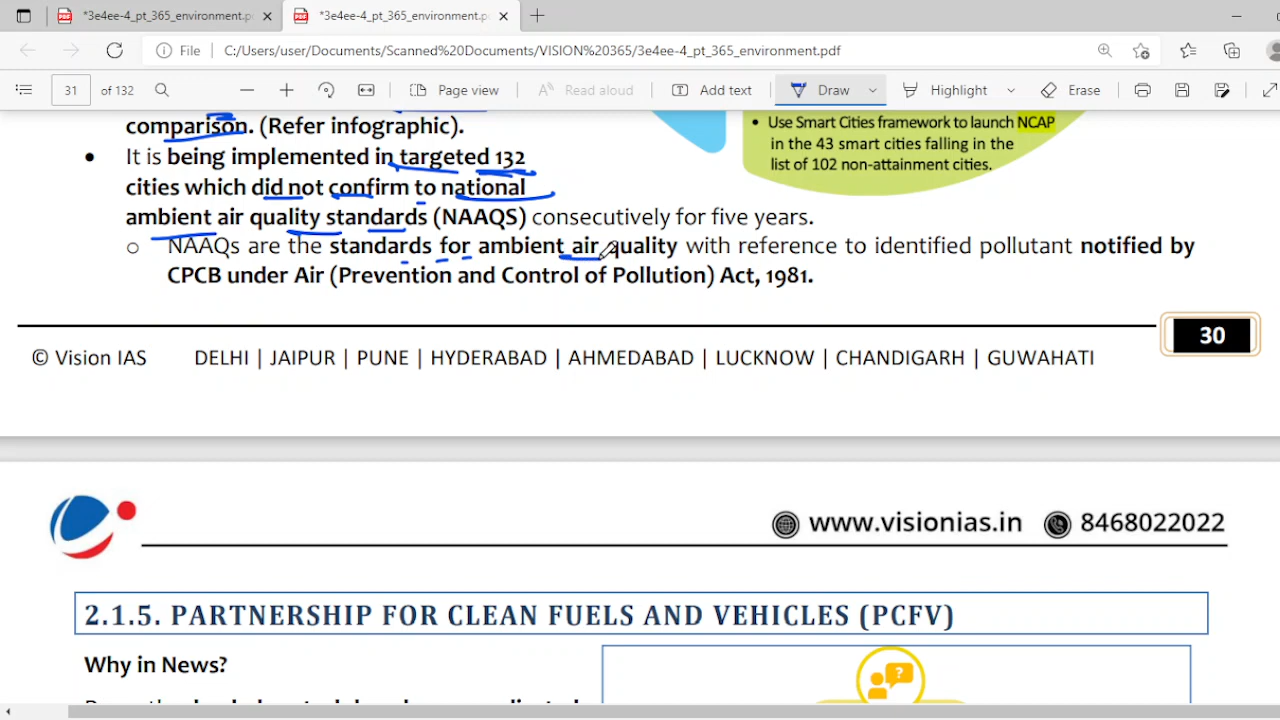 *3e4ee-4_pt_365_environment.p
*3e4ee-4_pt_365_environment.p
File
C:/Users/user/Documents/Scanned%20Documents/VISION%20365/3e4ee-4_pt_365_environment.pdf
31 of 132
Page view
Read aloud
Add text
Draw
Highlight
Erase
comparison. (Refer infographic).
• It is being implemented in targeted 132
cities which did not confirm to national
ambient air quality standards (NAAQS) consecutively for five years.
o NAAQs are the standards for ambient air quality with reference to identified pollutant notified by
CPCB under Air (Prevention and Control of Pollution) Act, 1981.
• Use Smart Cities framework to launch NCAP
in the 43 smart cities falling in the
list of 102 non-attainment cities.
30
© Vision IAS DELHI | JAIPUR | PUNE | HYDERABAD | AHMEDABAD | LUCKNOW | CHANDIGARH | GUWAHATI
www.visionias.in 8468022022
2.1.5. PARTNERSHIP FOR CLEAN FUELS AND VEHICLES (PCFV)
Why in News?